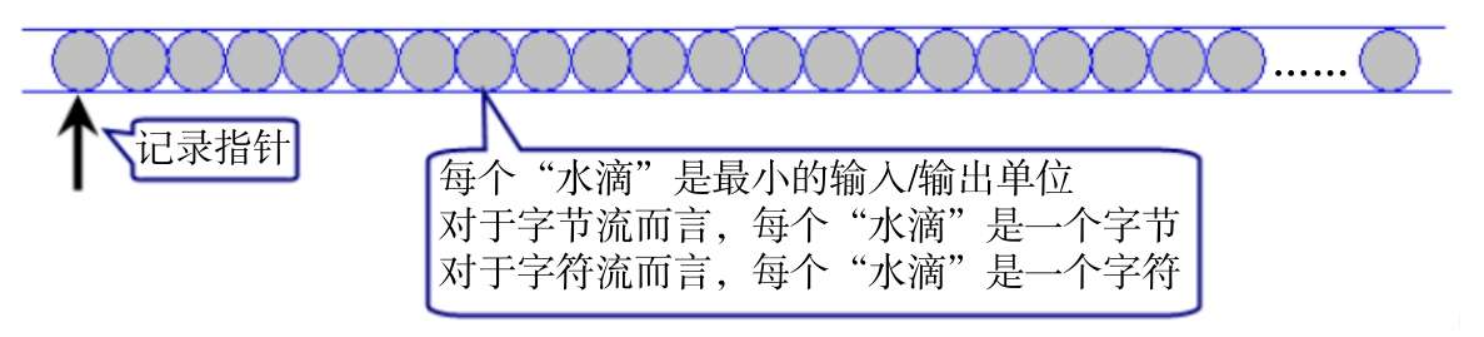 ……
记录指针
每个“水滴”是最小的输入/输出单位
对于字节流而言，每个“水滴”是一个字节
对于字符流而言，每个“水滴”是一个字符